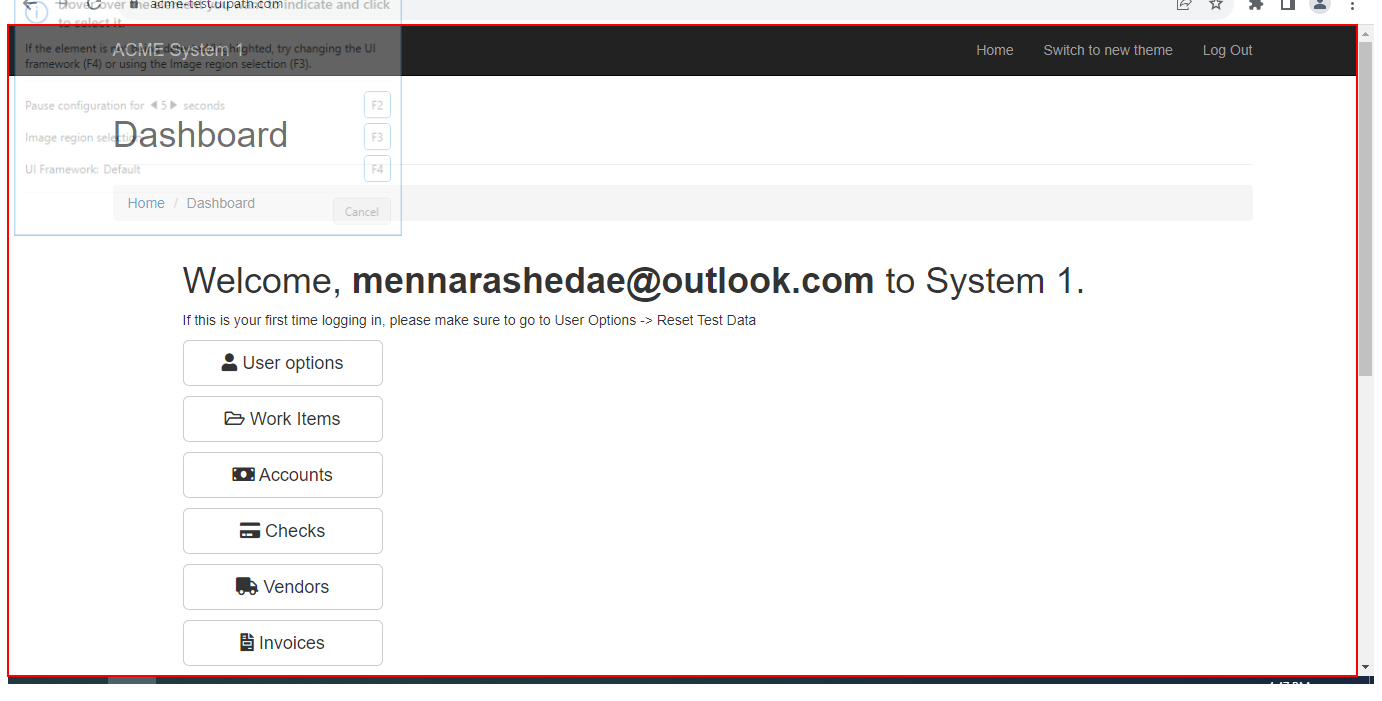 acme-test.uipath.com
Hover over the element you want to indicate and click
to select it.
If the element is not highlighted, try changing the UI
framework (F4) or using the Image region selection (F3).
ACME System 1
Home
Switch to new theme
Log Out
Pause configuration for 5 seconds
F2
Image region selection
F3
UI Framework: Default
F4
Cancel
Dashboard
Home / Dashboard
Welcome, mennarashedae@outlook.com to System 1.
If this is your first time logging in, please make sure to go to User Options -> Reset Test Data
User options
Work Items
Accounts
Checks
Vendors
Invoices